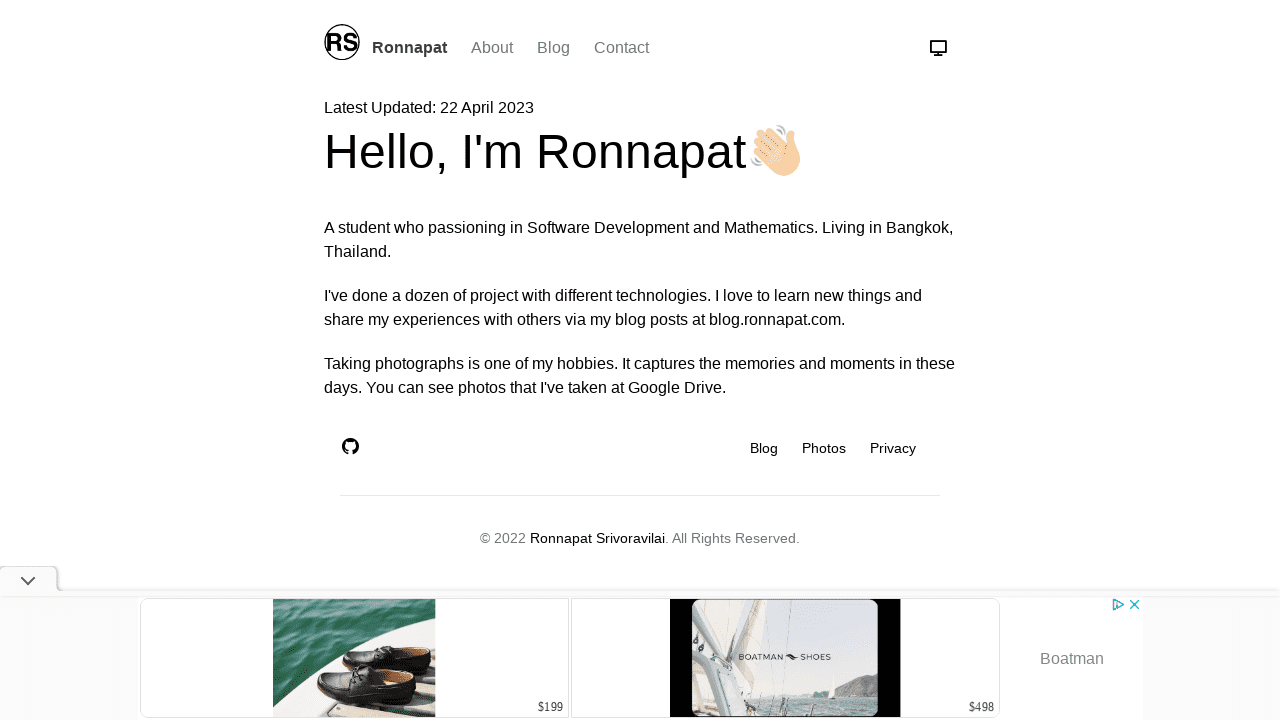 RS
Ronnapat About Blog Contact
Latest Updated: 22 April 2023
Hello, I'm Ronnapat👋🏻
A student who passioning in Software Development and Mathematics. Living in Bangkok,
Thailand.
I've done a dozen of project with different technologies. I love to learn new things and
share my experiences with others via my blog posts at blog.ronnapat.com.
Taking photographs is one of my hobbies. It captures the memories and moments in these
days. You can see photos that I've taken at Google Drive.
Blog Photos Privacy
© 2022 Ronnapat Srivoravilai. All Rights Reserved.
$199
BOATMAN SHOES
$498
Boatman